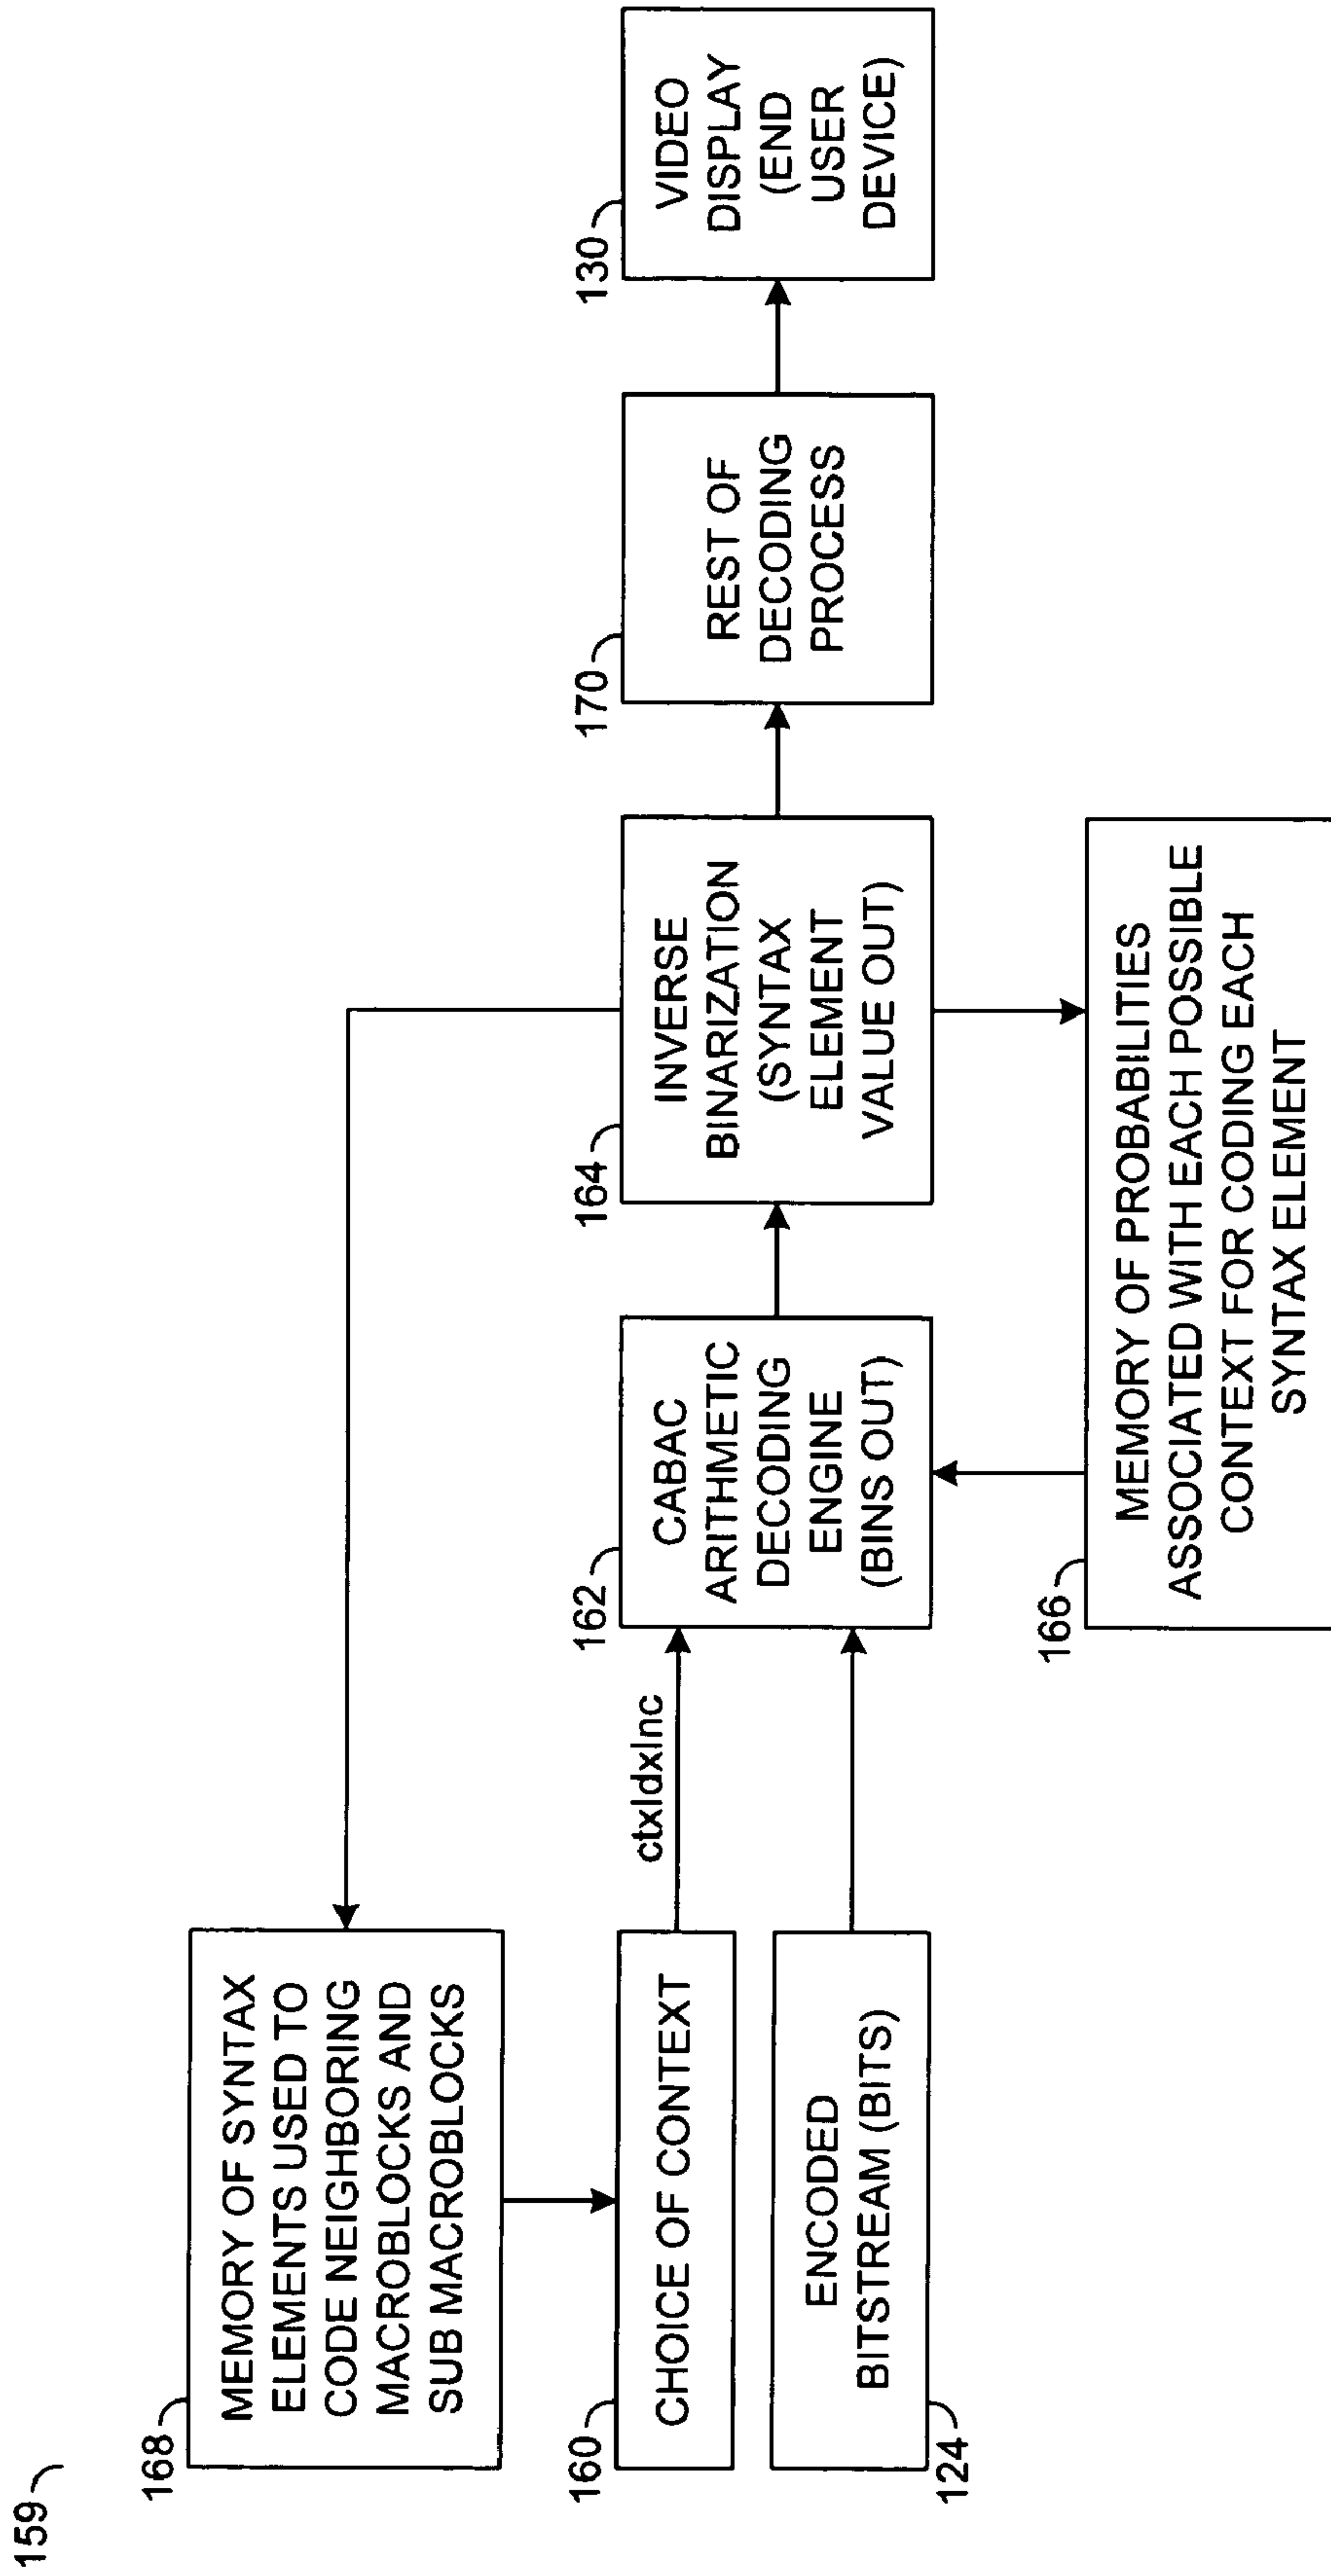 159
168
MEMORY OF SYNTAX
ELEMENTS USED TO
CODE NEIGHBORING
MACROBLOCKS AND
SUB MACROBLOCKS
160
CHOICE OF CONTEXT
ctxIdxInc
124
ENCODED
BITSTREAM (BITS)
162
CABAC
ARITHMETIC
DECODING
ENGINE
(BINS OUT)
164
INVERSE
BINARIZATION
(SYNTAX
ELEMENT
VALUE OUT)
170
REST OF
DECODING
PROCESS
130
VIDEO
DISPLAY
(END
USER
DEVICE)
166
MEMORY OF PROBABILITIES
ASSOCIATED WITH EACH POSSIBLE
CONTEXT FOR CODING EACH
SYNTAX ELEMENT